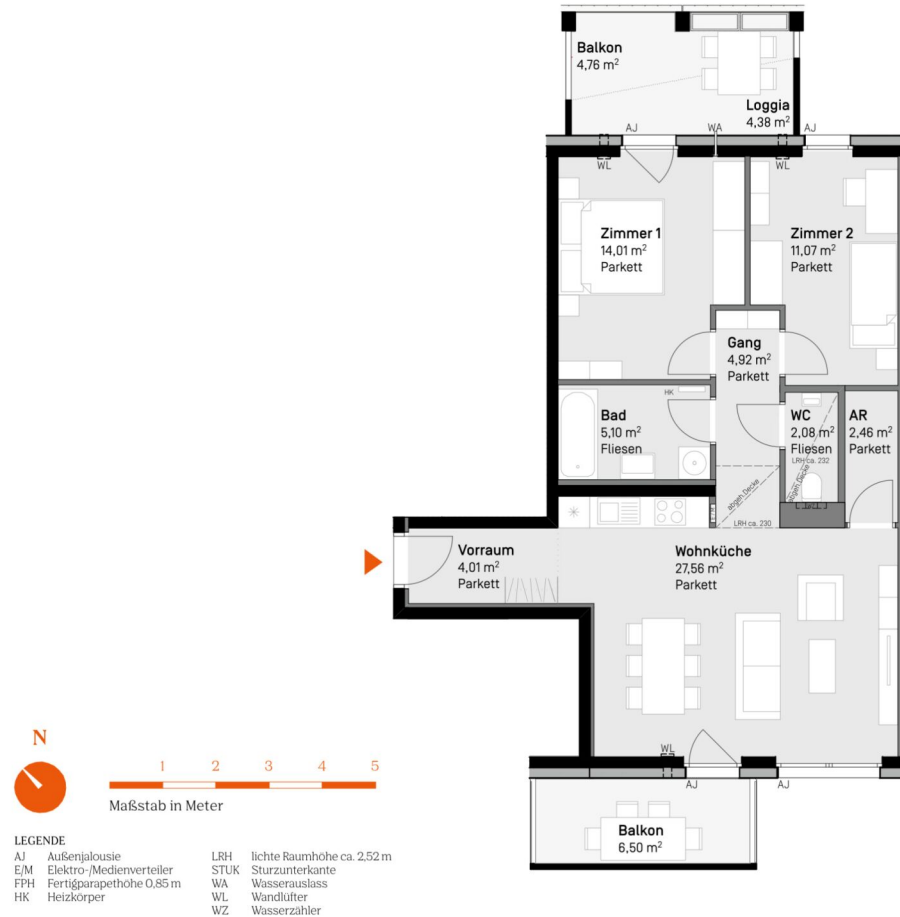 Balkon
4,76 m²
Loggia
4,38 m²
AJ
WA
AJ
WL
WL
Zimmer 1
14,01 m²
Parkett
Zimmer 2
11,07 m²
Parkett
Gang
4,92 m²
Parkett
HK
Bad
5,10 m²
Fliesen
WC
2,08 m²
Fliesen
LRH ca. 232
abgeh.Decke
AR
2,46 m²
Parkett
abgeh.Decke
LRH ca. 230
Vorraum
4,01 m²
Parkett
Wohnküche
27,56 m²
Parkett
WL
AJ
AJ
Balkon
6,50 m²
N
1 2 3 4 5
Maßstab in Meter
LEGENDE
AJ Außenjalousie
E/M Elektro-/Medienverteiler
FPH Fertigparapethöhe 0,85 m
HK Heizkörper
LRH lichte Raumhöhe ca. 2,52 m
STUK Sturzunterkante
WA Wasserauslass
WL Wandlüfter
WZ Wasserzähler